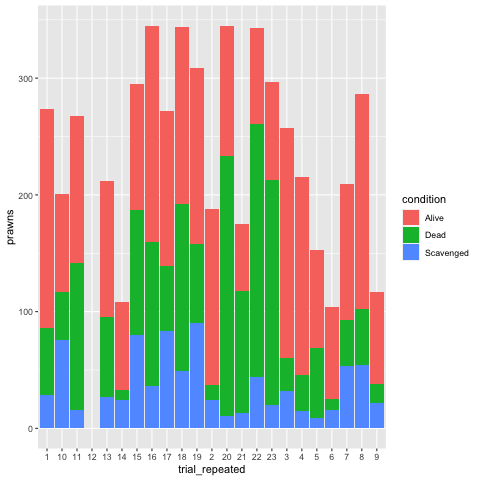 prawns
300
200
100
0
1 10 11 12 13 14 15 16 17 18 19 2 20 21 22 23 3 4 5 6 7 8 9
trial_repeated
condition
Alive
Dead
Scavenged